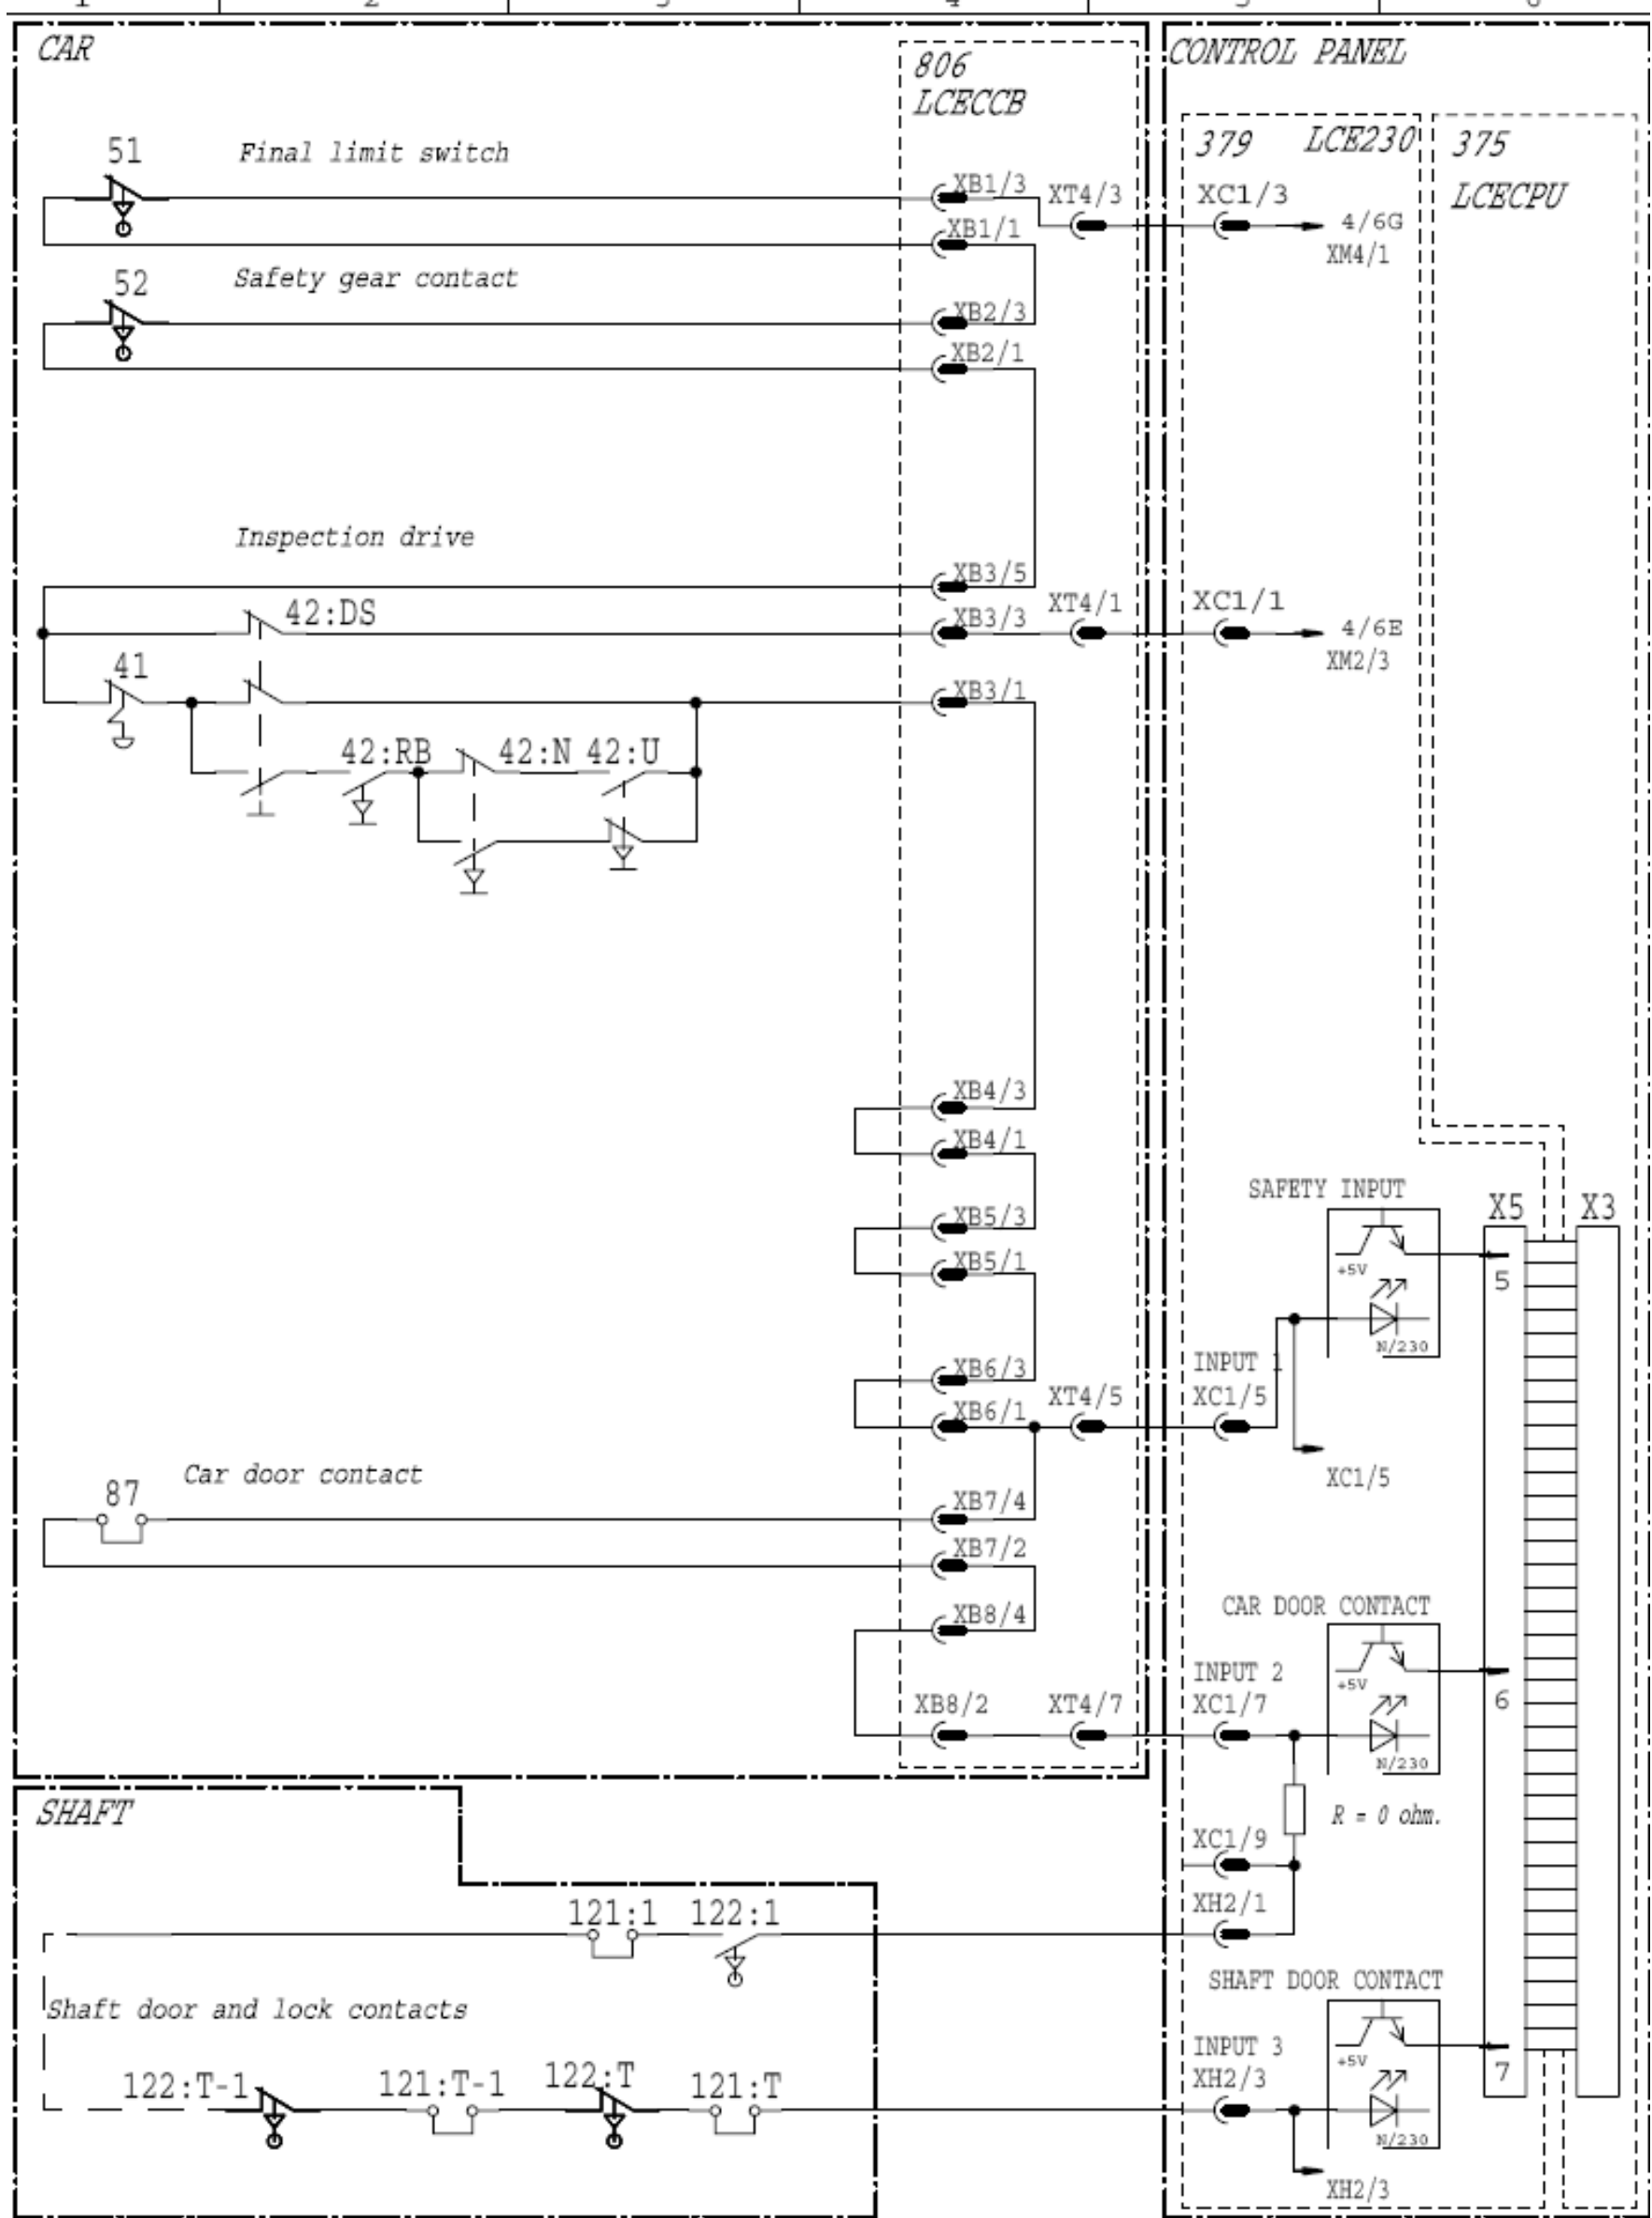 CAR
CONTROL PANEL
806
LCECCB
379 LCE230
375
LCECPU
51
Final limit switch
XB1/3
XT4/3
XC1/3
4/6G
XM4/1
XB1/1
52
Safety gear contact
XB2/3
XB2/1
Inspection drive
XB3/5
42:DS
XB3/3
XT4/1
XC1/1
4/6E
XM2/3
41
XB3/1
42:RB
42:N
42:U
XB4/3
XB4/1
XB5/3
XB5/1
SAFETY INPUT
X5
X3
+5V
5
N/230
XB6/3
INPUT 1
XB6/1
XT4/5
XC1/5
XC1/5
87
Car door contact
XB7/4
XB7/2
XB8/4
CAR DOOR CONTACT
INPUT 2
+5V
6
XB8/2
XT4/7
XC1/7
N/230
R = 0 ohm.
SHAFT
XC1/9
121:1
122:1
XH2/1
SHAFT DOOR CONTACT
Shaft door and lock contacts
INPUT 3
+5V
7
122:T-1
121:T-1
122:T
121:T
XH2/3
N/230
XH2/3